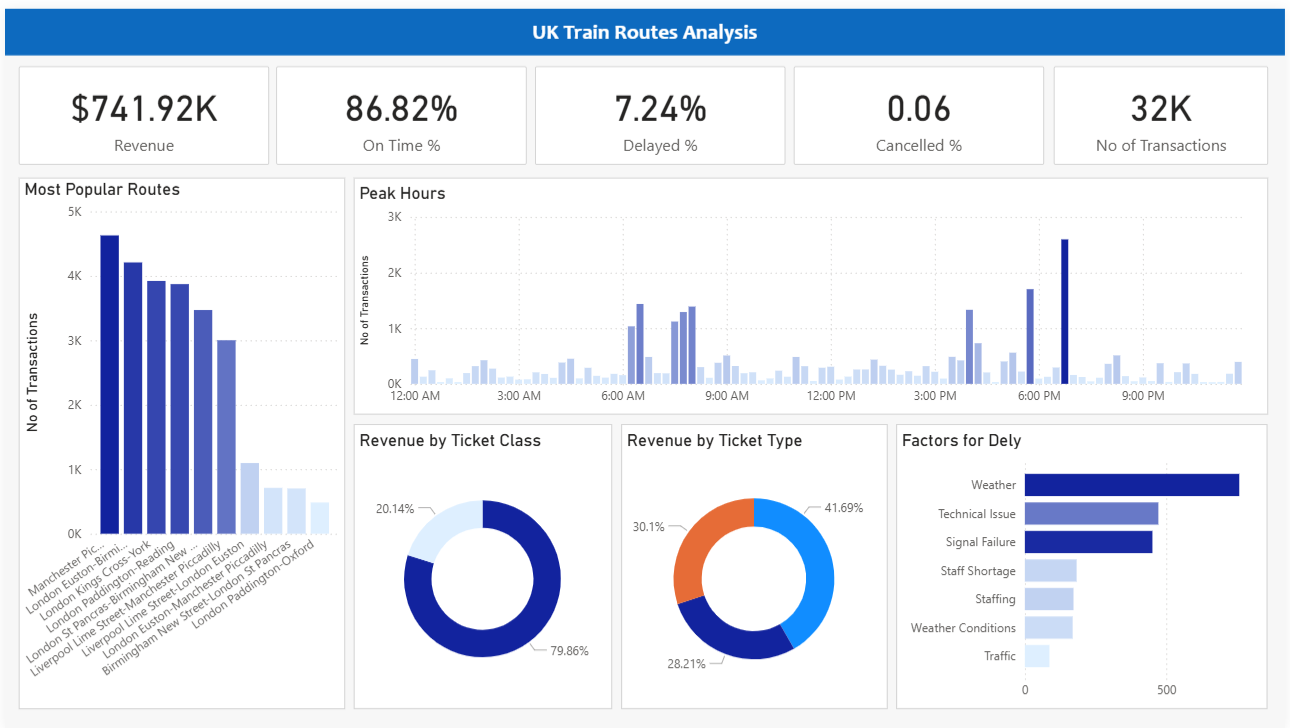 UK Train Routes Analysis
$741.92K
Revenue
86.82%
On Time %
7.24%
Delayed %
0.06
Cancelled %
32K
No of Transactions
Most Popular Routes
No of Transactions
5K
4K
3K
2K
1K
0K
Manchester Pic...
London Euston-Birmi...
London Kings Cross-York
London Paddington-Reading
London St Pancras-Birmingham New ...
Liverpool Lime Street-Manchester Piccadilly
Liverpool Lime Street-London Euston
London Euston-Manchester Piccadilly
Birmingham New Street-London St Pancras
London Paddington-Oxford
Peak Hours
No of Transactions
3K
2K
1K
0K
12:00 AM
3:00 AM
6:00 AM
9:00 AM
12:00 PM
3:00 PM
6:00 PM
9:00 PM
Revenue by Ticket Class
20.14%
79.86%
Revenue by Ticket Type
41.69%
30.1%
28.21%
Factors for Dely
Weather
Technical Issue
Signal Failure
Staff Shortage
Staffing
Weather Conditions
Traffic
0
500